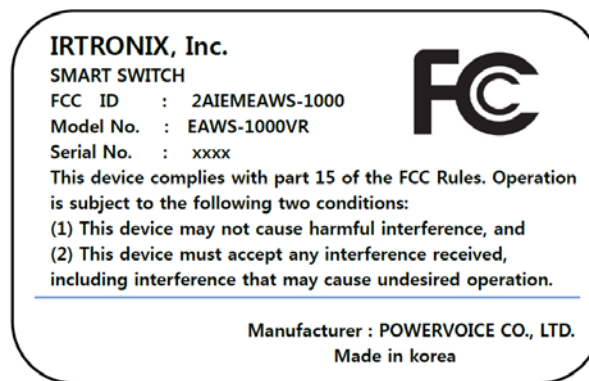 IRTRONIX, Inc.
SMART SWITCH
FCC ID : 2AIEMEAWS-1000
Model No. : EAWS-1000VR
Serial No. : xxxx
This device complies with part 15 of the FCC Rules. Operation
is subject to the following two conditions:
(1) This device may not cause harmful interference, and
(2) This device must accept any interference received,
including interference that may cause undesired operation.
Manufacturer : POWERVOICE CO., LTD.
Made in korea
FC